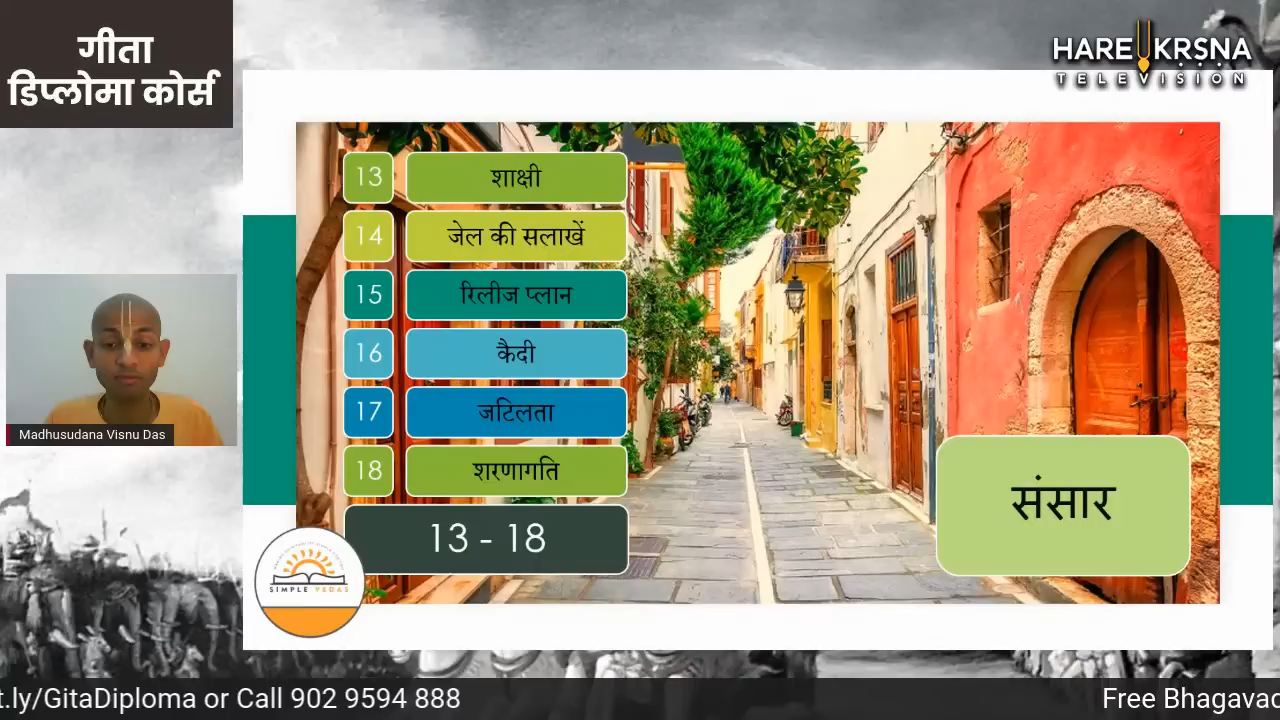 गीता
डिप्लोमा कोर्स
HARE KRSNA
TELEVISION
13 शाक्षी
14 जेल की सलाखें
15 रिलीज प्लान
16 कैदी
17 जटिलता
18 शरणागति
13 - 18
संसार
Madhusudana Visnu Das
SIMPLE VEDAS
t.ly/GitaDiploma or Call 902 9594 888
Free Bhagavad